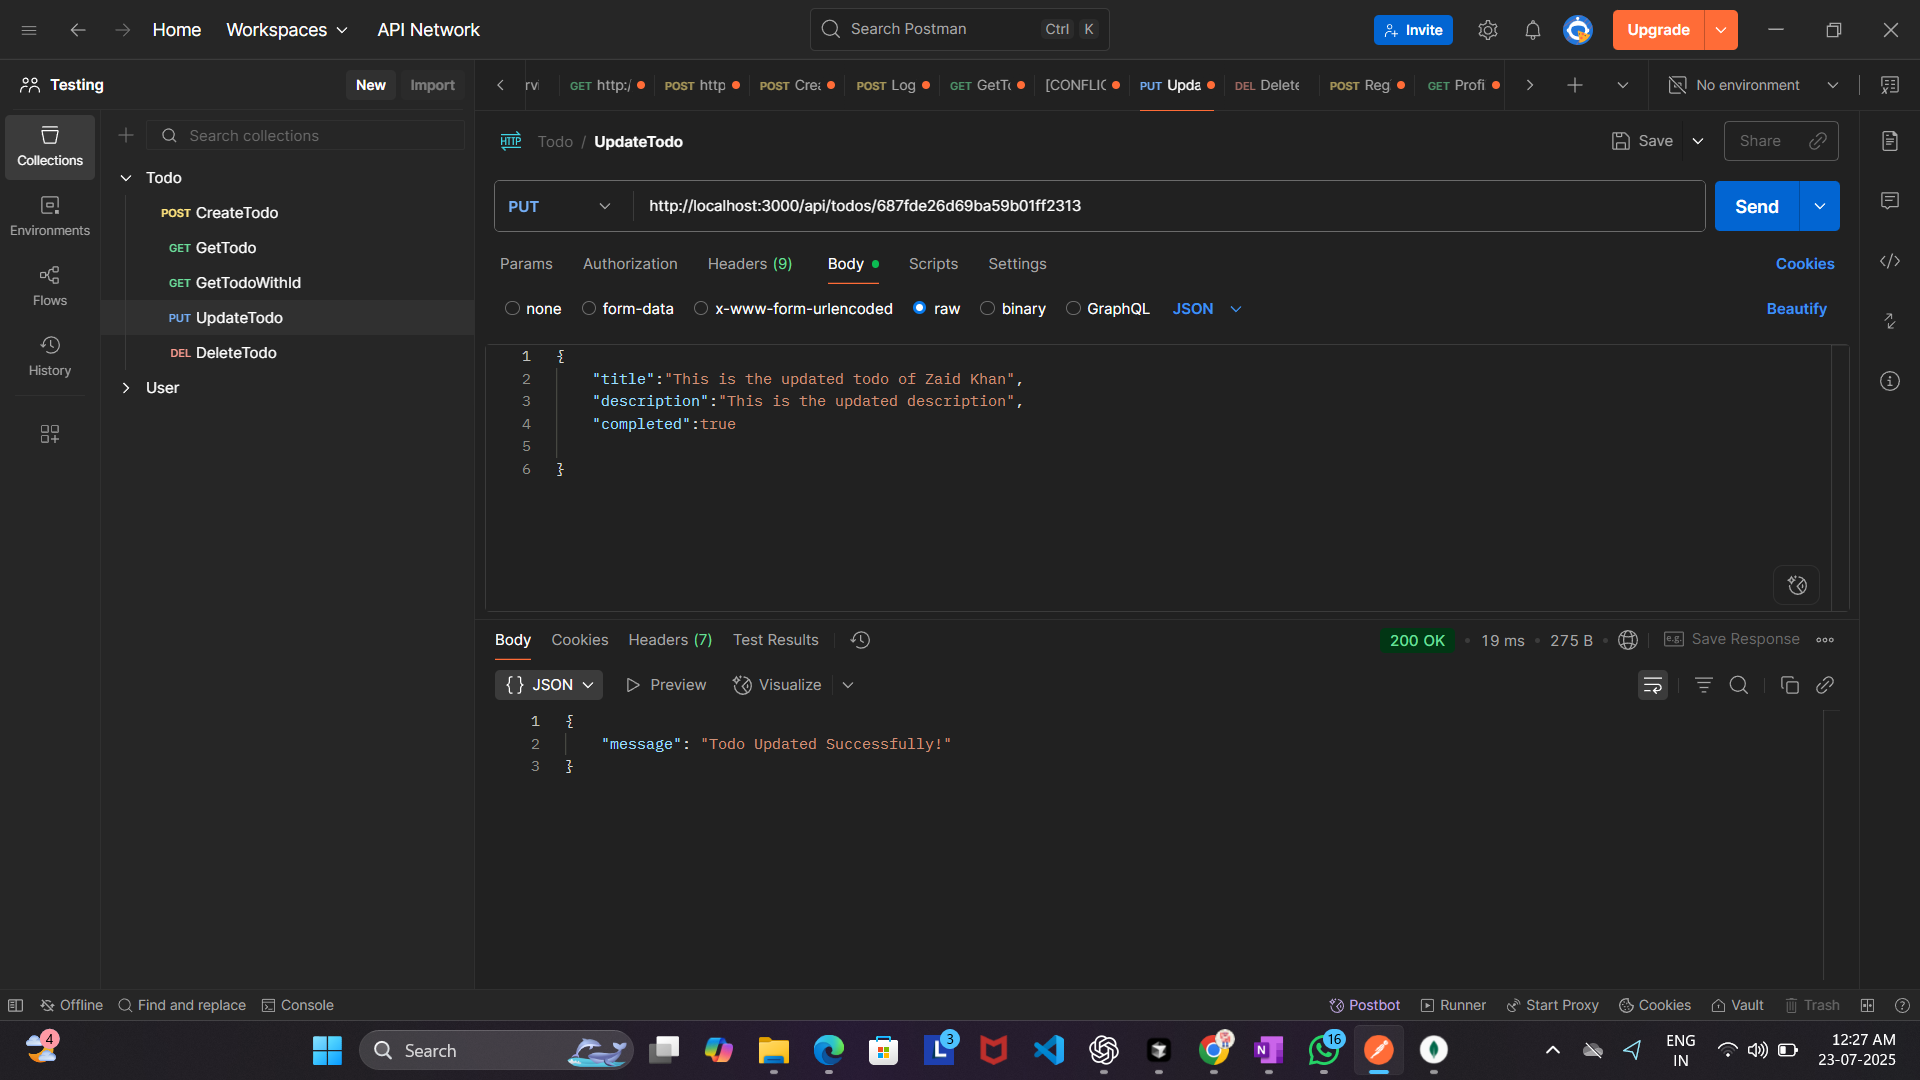 Home
Workspaces
API Network
Search Postman
Ctrl K
Invite
Upgrade
Testing
New
Import
GET http:/
POST http
POST Crea
POST Log
GET GetTo
[CONFLIC
PUT Upda
DEL Delete
POST Reg
GET Profi
No environment
Collections
Environments
Flows
History
Search collections
Todo
POST CreateTodo
GET GetTodo
GET GetTodoWithId
PUT UpdateTodo
DEL DeleteTodo
User
HTTP Todo / UpdateTodo
Save
Share
PUT
http://localhost:3000/api/todos/687fde26d69ba59b01ff2313
Send
Params Authorization Headers (9) Body Scripts Settings
Cookies
none form-data x-www-form-urlencoded raw binary GraphQL JSON
Beautify
1 {
2 "title":"This is the updated todo of Zaid Khan",
3 "description":"This is the updated description",
4 "completed":true
5
6 }
Body Cookies Headers (7) Test Results
200 OK • 19 ms • 275 B
e.g. Save Response
{} JSON Preview Visualize
1 {
2 "message": "Todo Updated Successfully!"
3 }
Offline Find and replace Console
Postbot Runner Start Proxy Cookies Vault Trash
4
Search
L 3
N
16
ENG
IN
12:27 AM
23-07-2025